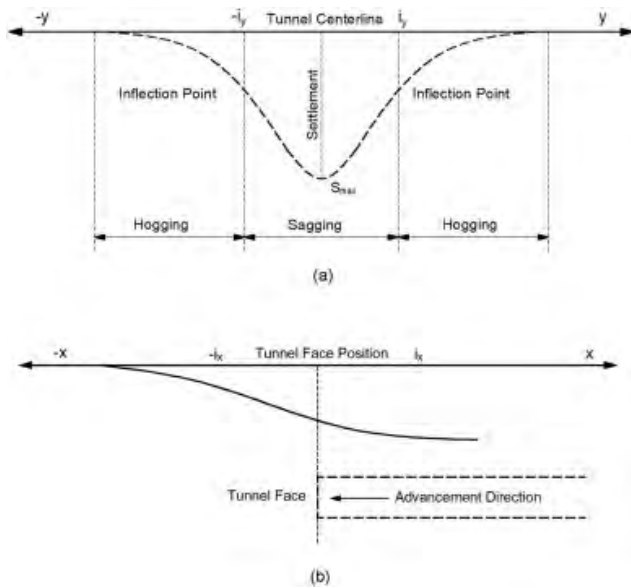 -y -iy Tunnel Centerline iy y
Inflection Point Settlement Inflection Point
Smax
Hogging Sagging Hogging
(a)
-x -ix Tunnel Face Position ix x
Tunnel Face Advancement Direction
(b)